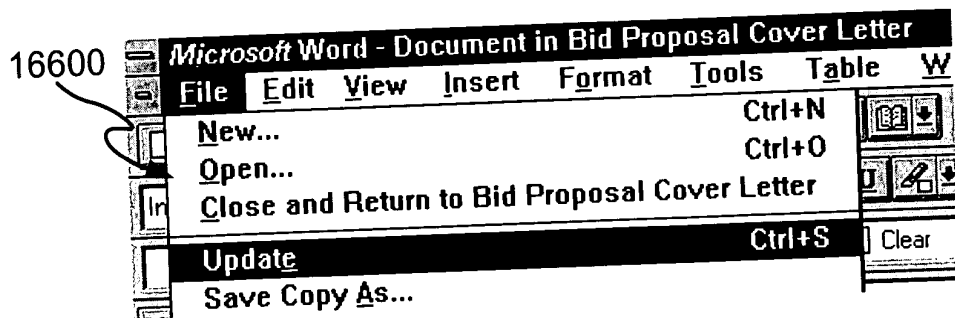 16600
Microsoft Word - Document in Bid Proposal Cover Letter
File Edit View Insert Format Tools Table W
New... Ctrl+N
Open... Ctrl+O
Close and Return to Bid Proposal Cover Letter
In U
Update Ctrl+S
Clear
Save Copy As...